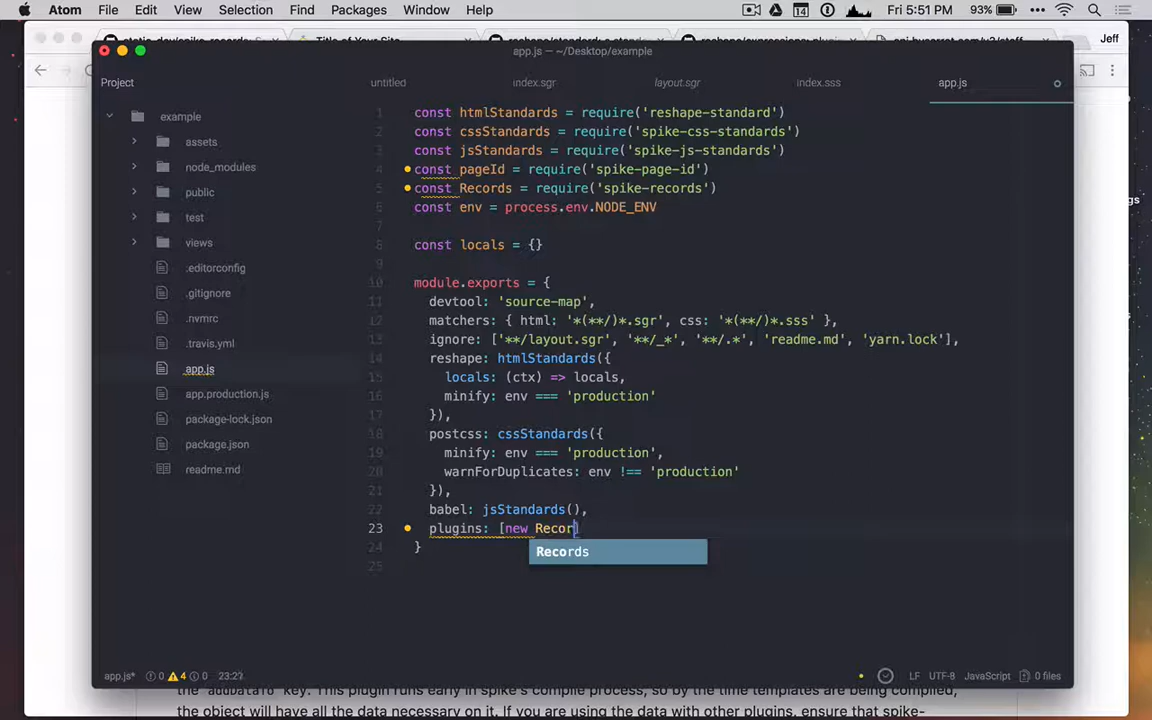 Atom File Edit View Selection Find Packages Window Help
14
Fri 5:51 PM 93%
Title of Your Site
Jeff
app.js — ~/Desktop/example
Project
untitled index.sgr layout.sgr index.sss app.js
example
assets
node_modules
public
test
views
.editorconfig
.gitignore
.nvmrc
.travis.yml
app.js
app.production.js
package-lock.json
package.json
readme.md
1 const htmlStandards = require('reshape-standard')
2 const cssStandards = require('spike-css-standards')
3 const jsStandards = require('spike-js-standards')
4 const pageId = require('spike-page-id')
5 const Records = require('spike-records')
6 const env = process.env.NODE_ENV
7
8 const locals = {}
9
10 module.exports = {
11 devtool: 'source-map',
12 matchers: { html: '*(**/)*.sgr', css: '*(**/)*.sss' },
13 ignore: ['**/layout.sgr', '**/_*', '**/.*', 'readme.md', 'yarn.lock'],
14 reshape: htmlStandards({
15 locals: (ctx) => locals,
16 minify: env === 'production'
17 }),
18 postcss: cssStandards({
19 minify: env === 'production',
20 warnForDuplicates: env !== 'production'
21 }),
22 babel: jsStandards(),
23 plugins: [new Recor]
24 }
25
Records
app.js* 0 4 0 23:27
LF UTF-8 JavaScript 0 files
the addDataTo key. This plugin runs early in spike's compile process, so by the time templates are being compiled,
the object will have all the data necessary on it. If you are using the data with other plugins, ensure that spike-